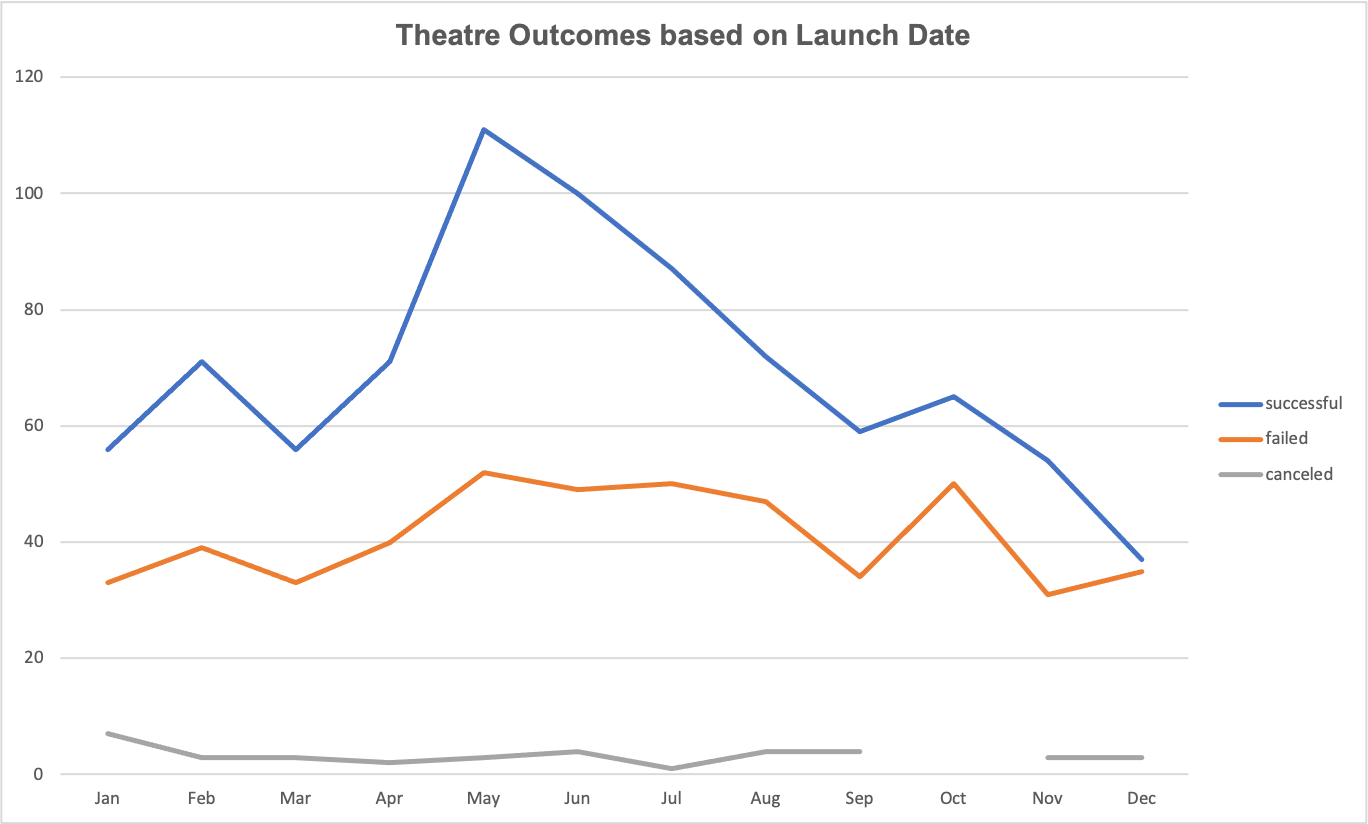 Theatre Outcomes based on Launch Date
120
100
80
60
40
20
0
Jan Feb Mar Apr May Jun Jul Aug Sep Oct Nov Dec
successful
failed
canceled